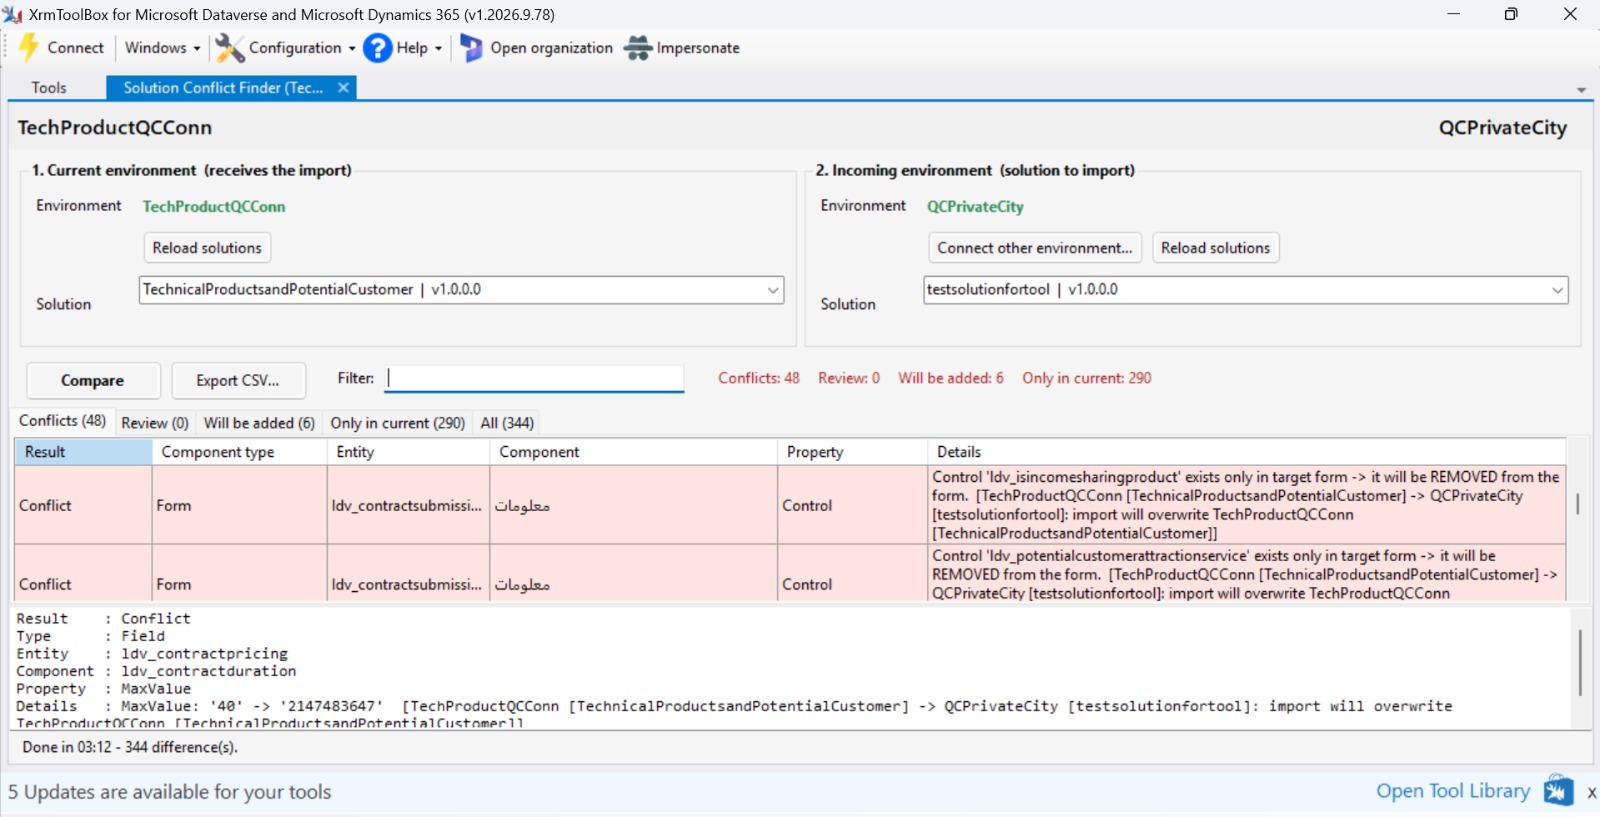 XrmToolBox for Microsoft Dataverse and Microsoft Dynamics 365 (v1.2026.9.78)
Connect Windows Configuration Help Open organization Impersonate
Tools Solution Conflict Finder (Tec...
TechProductQCConn QCPrivateCity
1. Current environment (receives the import)
Environment TechProductQCConn
Reload solutions
Solution TechnicalProductsandPotentialCustomer | v1.0.0.0
2. Incoming environment (solution to import)
Environment QCPrivateCity
Connect other environment... Reload solutions
Solution testsolutionfortool | v1.0.0.0
Compare Export CSV... Filter: Conflicts: 48 Review: 0 Will be added: 6 Only in current: 290
Conflicts (48) Review (0) Will be added (6) Only in current (290) All (344)
Result Component type Entity Component Property Details
Conflict Form ldv_contractsubmissi... معلومات Control
Control 'ldv_isincomesharingproduct' exists only in target form -> it will be REMOVED from the
form. [TechProductQCConn [TechnicalProductsandPotentialCustomer] -> QCPrivateCity
[testsolutionfortool]: import will overwrite TechProductQCConn
[TechnicalProductsandPotentialCustomer]]
Conflict Form ldv_contractsubmissi... معلومات Control
Control 'ldv_potentialcustomerattractionservice' exists only in target form -> it will be
REMOVED from the form. [TechProductQCConn [TechnicalProductsandPotentialCustomer] ->
QCPrivateCity [testsolutionfortool]: import will overwrite TechProductQCConn
Result : Conflict
Type : Field
Entity : ldv_contractpricing
Component : ldv_contractduration
Property : MaxValue
Details : MaxValue: '40' -> '2147483647' [TechProductQCConn [TechnicalProductsandPotentialCustomer] -> QCPrivateCity [testsolutionfortool]: import will overwrite
TechProductQCConn [TechnicalProductsandPotentialCustomer]]
Done in 03:12 - 344 difference(s).
5 Updates are available for your tools Open Tool Library x